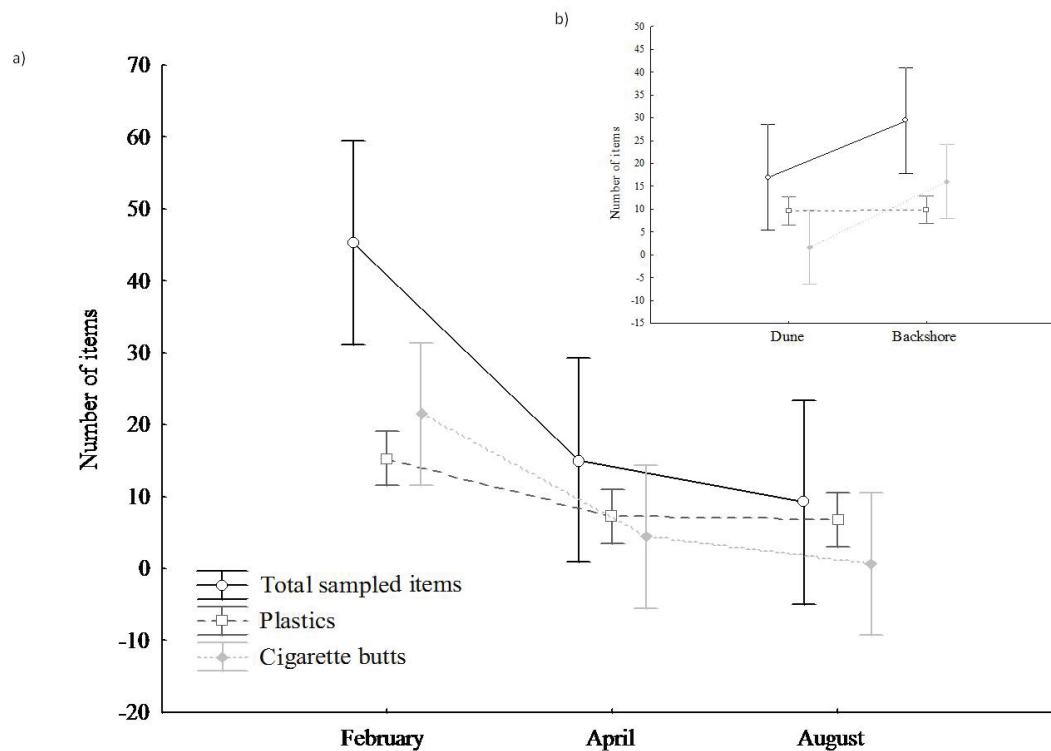 a)
70
60
50
40
30
20
10
0
-10
-20
Number of items
February April August
Total sampled items
Plastics
Cigarette butts
b)
50
45
40
35
30
25
20
15
10
5
0
-5
-10
-15
Number of items
Dune Backshore